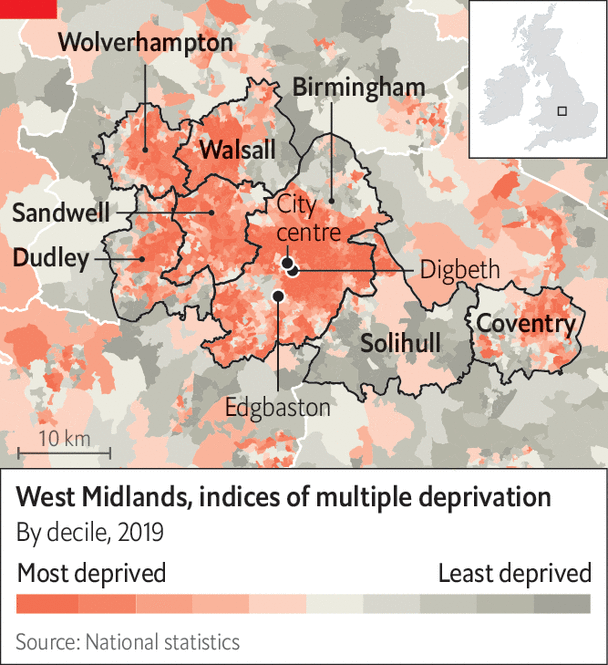 Wolverhampton
Birmingham
Walsall
Sandwell
City
centre
Dudley
Digbeth
Coventry
Solihull
Edgbaston
10 km
West Midlands, indices of multiple deprivation
By decile, 2019
Most deprived
Least deprived
Source: National statistics